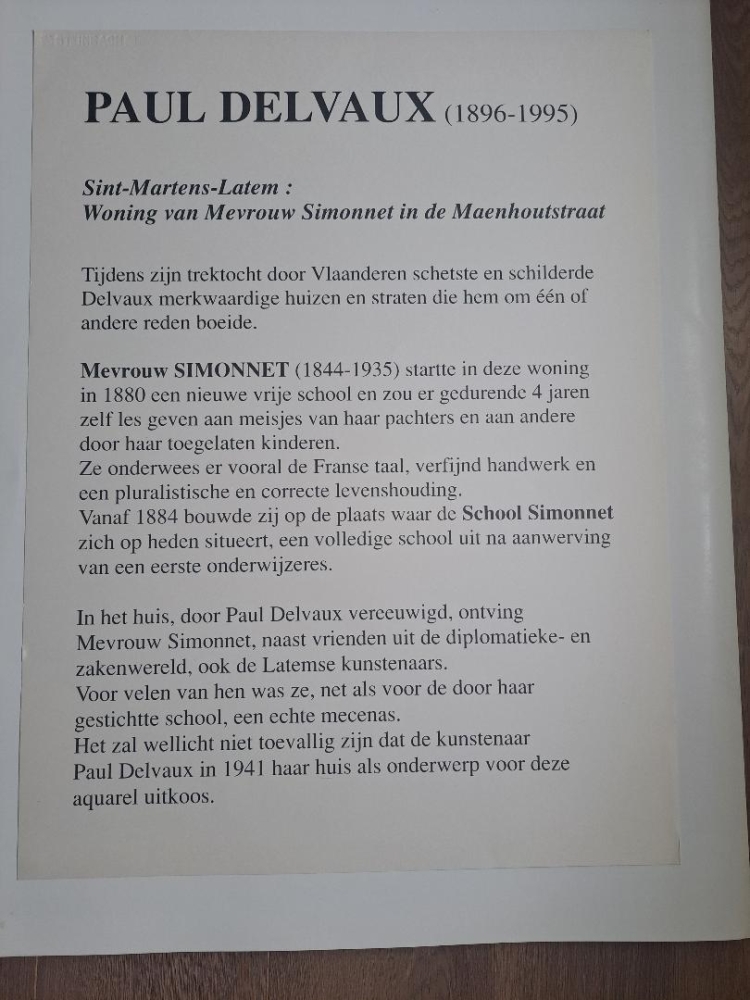 PAUL DELVAUX (1896-1995)
Sint-Martens-Latem :
Woning van Mevrouw Simonnet in de Maenhoutstraat
Tijdens zijn trektocht door Vlaanderen schetste en schilderde
Delvaux merkwaardige huizen en straten die hem om één of
andere reden boeide.
Mevrouw SIMONNET (1844-1935) startte in deze woning
in 1880 een nieuwe vrije school en zou er gedurende 4 jaren
zelf les geven aan meisjes van haar pachters en aan andere
door haar toegelaten kinderen.
Ze onderwees er vooral de Franse taal, verfijnd handwerk en
een pluralistische en correcte levenshouding.
Vanaf 1884 bouwde zij op de plaats waar de School Simonnet
zich op heden situeert, een volledige school uit na aanwerving
van een eerste onderwijzeres.
In het huis, door Paul Delvaux vereeuwigd, ontving
Mevrouw Simonnet, naast vrienden uit de diplomatieke- en
zakenwereld, ook de Latemse kunstenaars.
Voor velen van hen was ze, net als voor de door haar
gestichtte school, een echte mecenas.
Het zal wellicht niet toevallig zijn dat de kunstenaar
Paul Delvaux in 1941 haar huis als onderwerp voor deze
aquarel uitkoos.